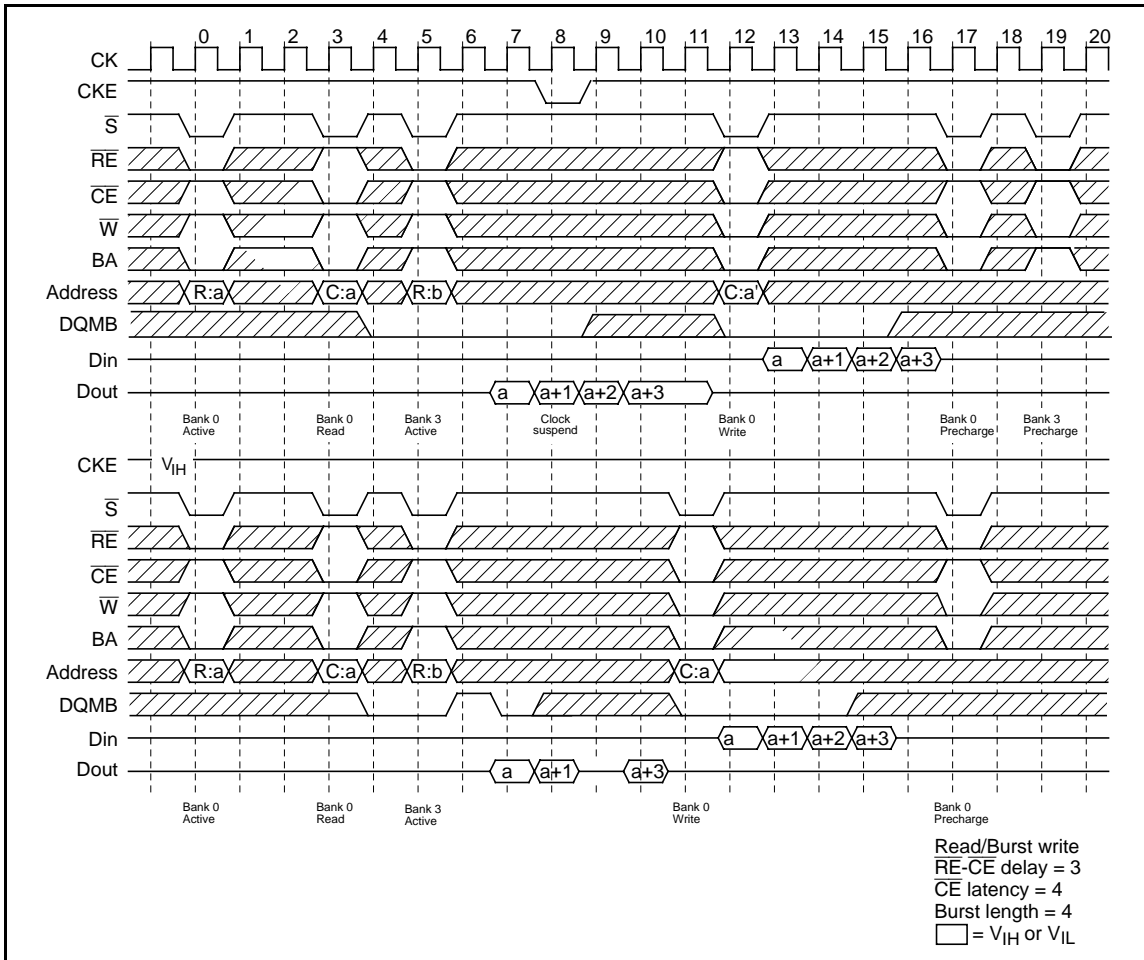 0 1 2 3 4 5 6 7 8 9 10 11 12 13 14 15 16 17 18 19 20
CK
CKE
S
RE
CE
W
BA
Address R:a C:a R:b C:a'
DQMB
Din a a+1 a+2 a+3
Dout a a+1 a+2 a+3
Bank 0 Active Bank 0 Read Bank 3 Active Clock suspend Bank 0 Write Bank 0 Precharge Bank 3 Precharge
CKE VIH
S
RE
CE
W
BA
Address R:a C:a R:b C:a
DQMB
Din a a+1 a+2 a+3
Dout a a+1 a+3
Bank 0 Active Bank 0 Read Bank 3 Active Bank 0 Write Bank 0 Precharge
Read/Burst write
RE-CE delay = 3
CE latency = 4
Burst length = 4
= VIH or VIL